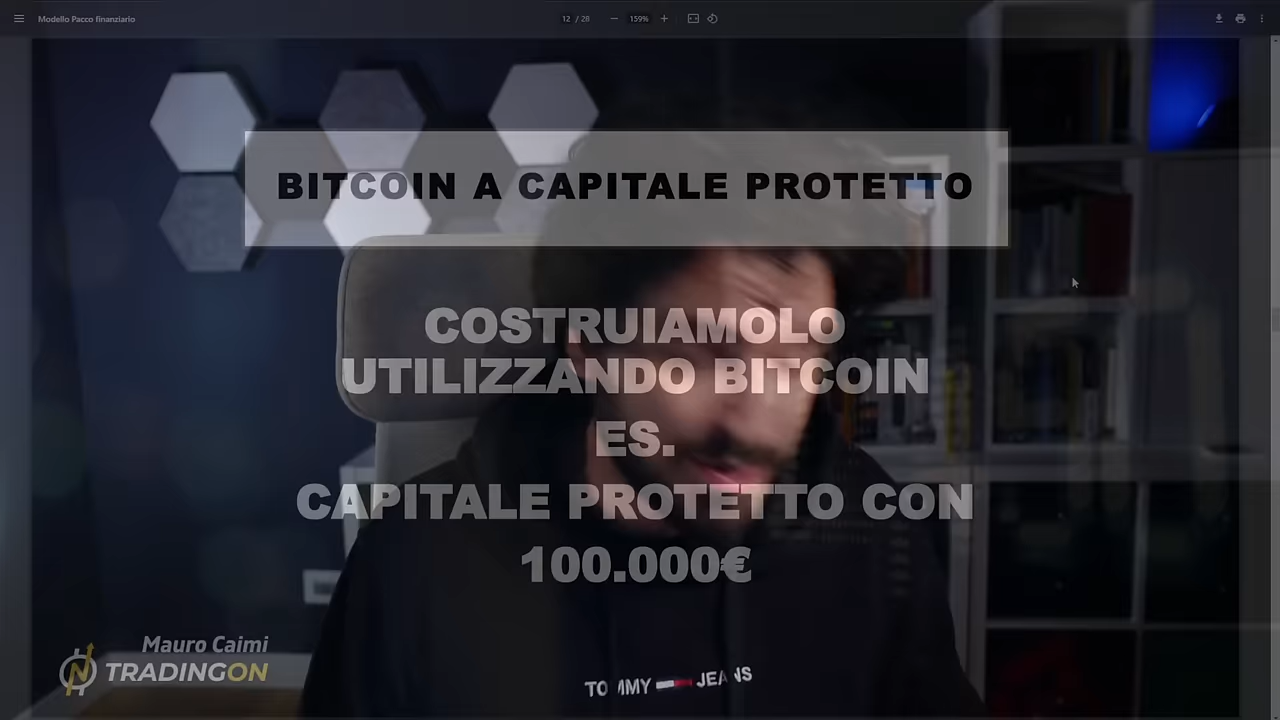 Modello Pacco finanziario
12 / 28
159%
BITCOIN A CAPITALE PROTETTO
COSTRUIAMOLO
UTILIZZANDO BITCOIN
ES.
CAPITALE PROTETTO CON
100.000€
Mauro Caimi
TRADINGON
TOMMY JEANS